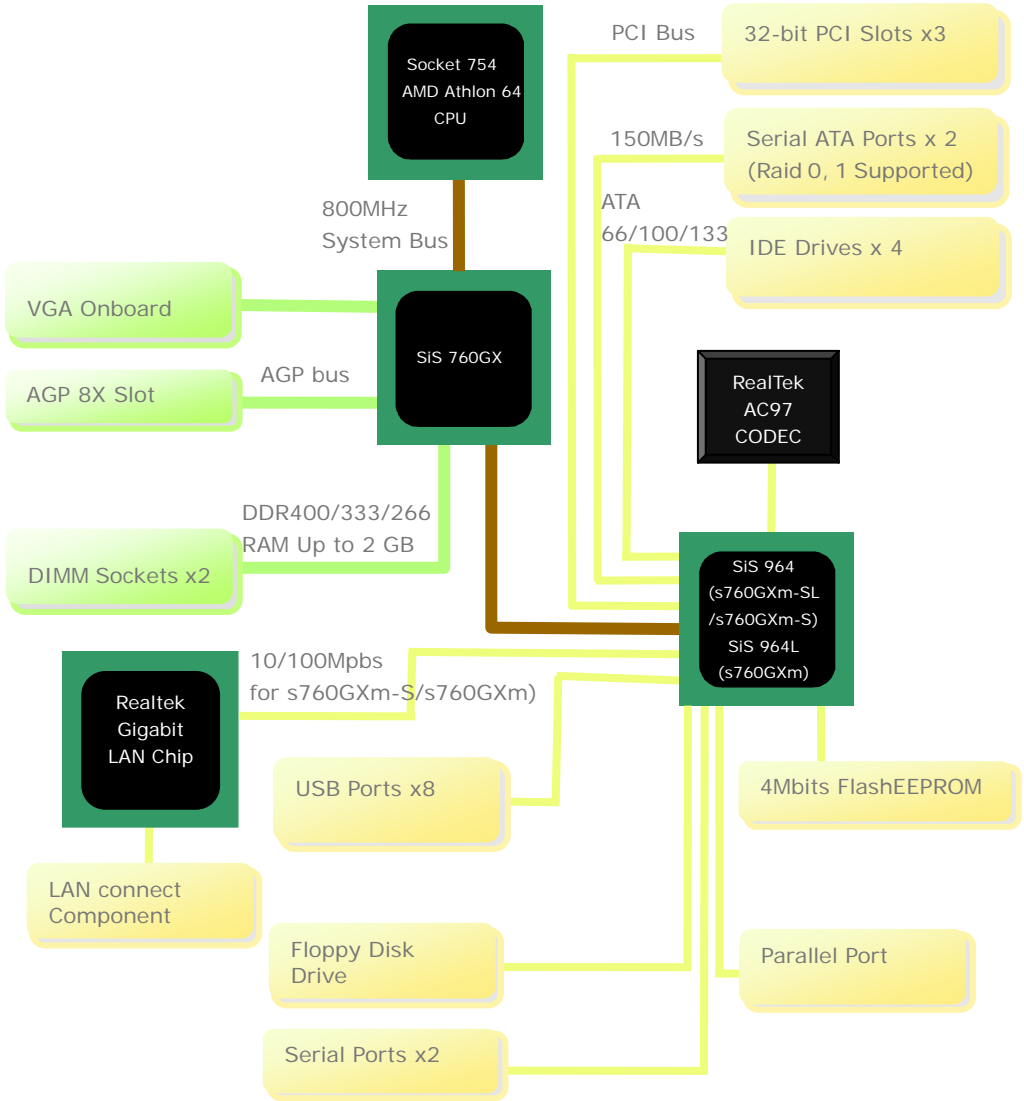 Socket 754
AMD Athlon 64
CPU
PCI Bus
32-bit PCI Slots x3
150MB/s
Serial ATA Ports x 2
(Raid 0, 1 Supported)
ATA
66/100/133
IDE Drives x 4
800MHz
System Bus
VGA Onboard
SiS 760GX
AGP bus
AGP 8X Slot
RealTek
AC97
CODEC
DDR400/333/266
RAM Up to 2 GB
DIMM Sockets x2
SiS 964
(s760GXm-SL
/s760GXm-S)
SiS 964L
(s760GXm)
10/100Mpbs
for s760GXm-S/s760GXm)
Realtek
Gigabit
LAN Chip
USB Ports x8
4Mbits FlashEEPROM
LAN connect
Component
Floppy Disk
Drive
Parallel Port
Serial Ports x2